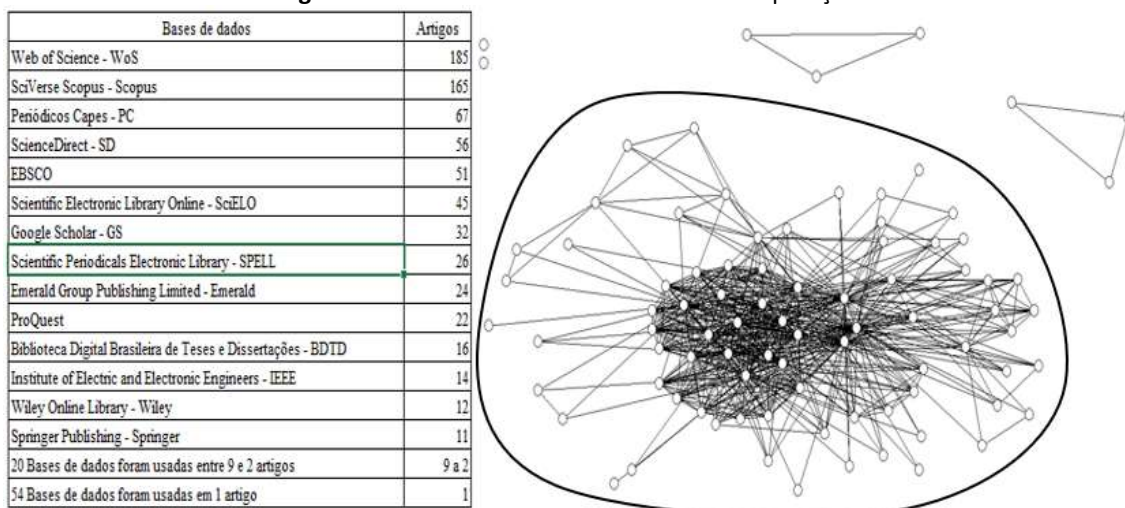 Bases de dados Artigos
Web of Science - WoS 185
SciVerse Scopus - Scopus 165
Periódicos Capes - PC 67
ScienceDirect - SD 56
EBSCO 51
Scientific Electronic Library Online - SciELO 45
Google Scholar - GS 32
Scientific Periodicals Electronic Library - SPELL 26
Emerald Group Publishing Limited - Emerald 24
ProQuest 22
Biblioteca Digital Brasileira de Teses e Dissertações - BDTD 16
Institute of Electric and Electronic Engineers - IEEE 14
Wiley Online Library - Wiley 12
Springer Publishing - Springer 11
20 Bases de dados foram usadas entre 9 e 2 artigos 9 a 2
54 Bases de dados foram usadas em 1 artigo 1